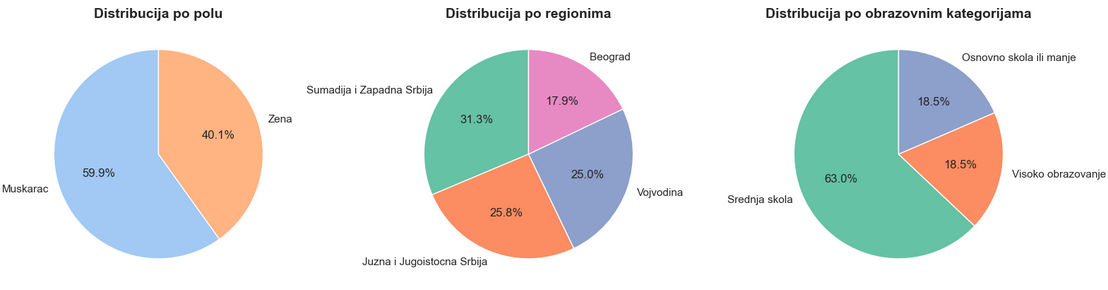 Distribucija po polu
Zena
40.1%
59.9%
Muskarac
Distribucija po regionima
Beograd
Sumadija i Zapadna Srbija
17.9%
31.3%
25.0%
Vojvodina
25.8%
Juzna i Jugoistocna Srbija
Distribucija po obrazovnim kategorijama
Osnovno skola ili manje
18.5%
18.5%
Visoko obrazovanje
63.0%
Srednja skola